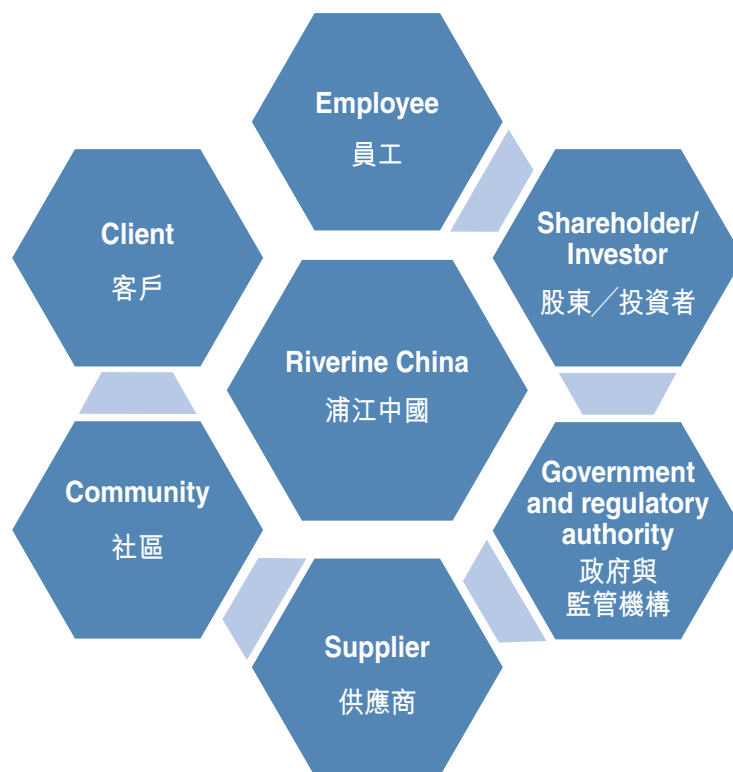 Employee
員工
Client
客戶
Shareholder/
Investor
股東／投資者
Riverine China
浦江中國
Community
社區
Government
and regulatory
authority
政府與
監管機構
Supplier
供應商